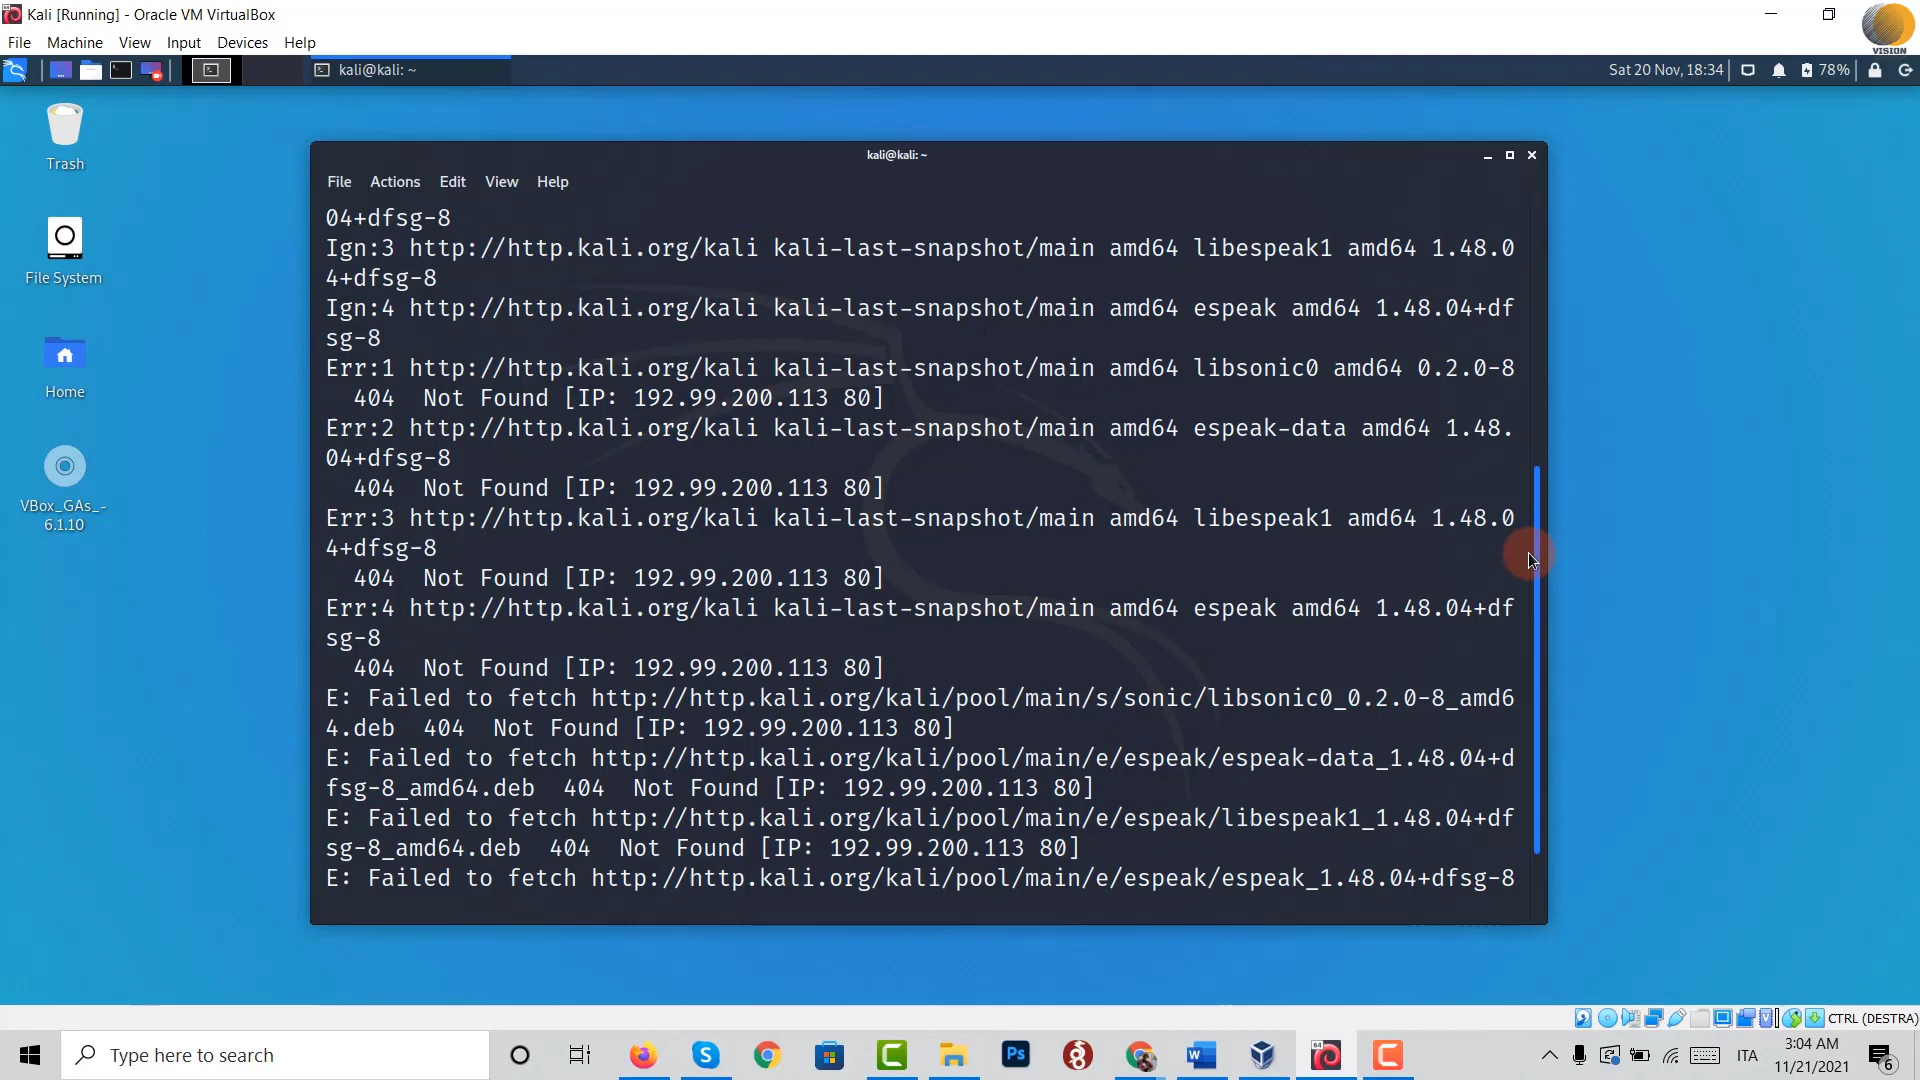 Kali [Running] - Oracle VM VirtualBox
File Machine View Input Devices Help
VISION
kali@kali: ~
Sat 20 Nov, 18:34
78%
Trash
File System
Home
VBox_GAs_-
6.1.10
kali@kali: ~
File Actions Edit View Help
04+dfsg-8
Ign:3 http://http.kali.org/kali kali-last-snapshot/main amd64 libespeak1 amd64 1.48.0
4+dfsg-8
Ign:4 http://http.kali.org/kali kali-last-snapshot/main amd64 espeak amd64 1.48.04+df
sg-8
Err:1 http://http.kali.org/kali kali-last-snapshot/main amd64 libsonic0 amd64 0.2.0-8
404 Not Found [IP: 192.99.200.113 80]
Err:2 http://http.kali.org/kali kali-last-snapshot/main amd64 espeak-data amd64 1.48.
04+dfsg-8
404 Not Found [IP: 192.99.200.113 80]
Err:3 http://http.kali.org/kali kali-last-snapshot/main amd64 libespeak1 amd64 1.48.0
4+dfsg-8
404 Not Found [IP: 192.99.200.113 80]
Err:4 http://http.kali.org/kali kali-last-snapshot/main amd64 espeak amd64 1.48.04+df
sg-8
404 Not Found [IP: 192.99.200.113 80]
E: Failed to fetch http://http.kali.org/kali/pool/main/s/sonic/libsonic0_0.2.0-8_amd6
4.deb 404 Not Found [IP: 192.99.200.113 80]
E: Failed to fetch http://http.kali.org/kali/pool/main/e/espeak/espeak-data_1.48.04+d
fsg-8_amd64.deb 404 Not Found [IP: 192.99.200.113 80]
E: Failed to fetch http://http.kali.org/kali/pool/main/e/espeak/libespeak1_1.48.04+df
sg-8_amd64.deb 404 Not Found [IP: 192.99.200.113 80]
E: Failed to fetch http://http.kali.org/kali/pool/main/e/espeak/espeak_1.48.04+dfsg-8
CTRL (DESTRA)
Type here to search
Ps
W
64
ITA
3:04 AM
11/21/2021
6